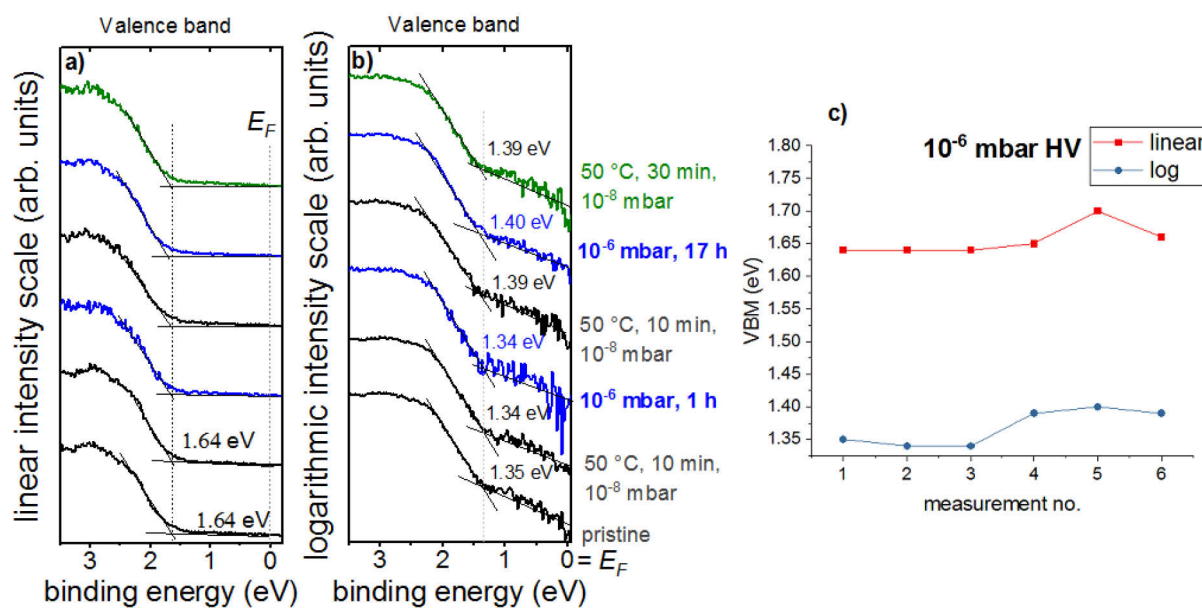 Valence band
a)
E_F
1.64 eV
1.64 eV
linear intensity scale (arb. units)
3 2 1 0
binding energy (eV)
Valence band
b)
1.39 eV
1.40 eV
1.39 eV
1.34 eV
1.34 eV
1.35 eV
logarithmic intensity scale (arb. units)
3 2 1 0 = E_F
binding energy (eV)
50 °C, 30 min,
10⁻⁸ mbar
10⁻⁶ mbar, 17 h
50 °C, 10 min,
10⁻⁸ mbar
10⁻⁶ mbar, 1 h
50 °C, 10 min,
10⁻⁸ mbar
pristine
c)
10⁻⁶ mbar HV
linear
log
1.80
1.75
1.70
1.65
1.60
1.55
1.50
1.45
1.40
1.35
VBM (eV)
1 2 3 4 5 6
measurement no.